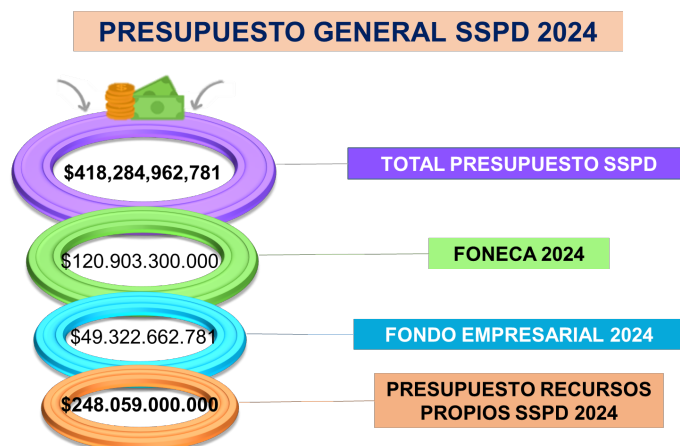 PRESUPUESTO GENERAL SSPD 2024
$418,284,962,781
TOTAL PRESUPUESTO SSPD
$120.903.300.000
FONECA 2024
$49.322.662.781
FONDO EMPRESARIAL 2024
$248.059.000.000
PRESUPUESTO RECURSOS
PROPIOS SSPD 2024